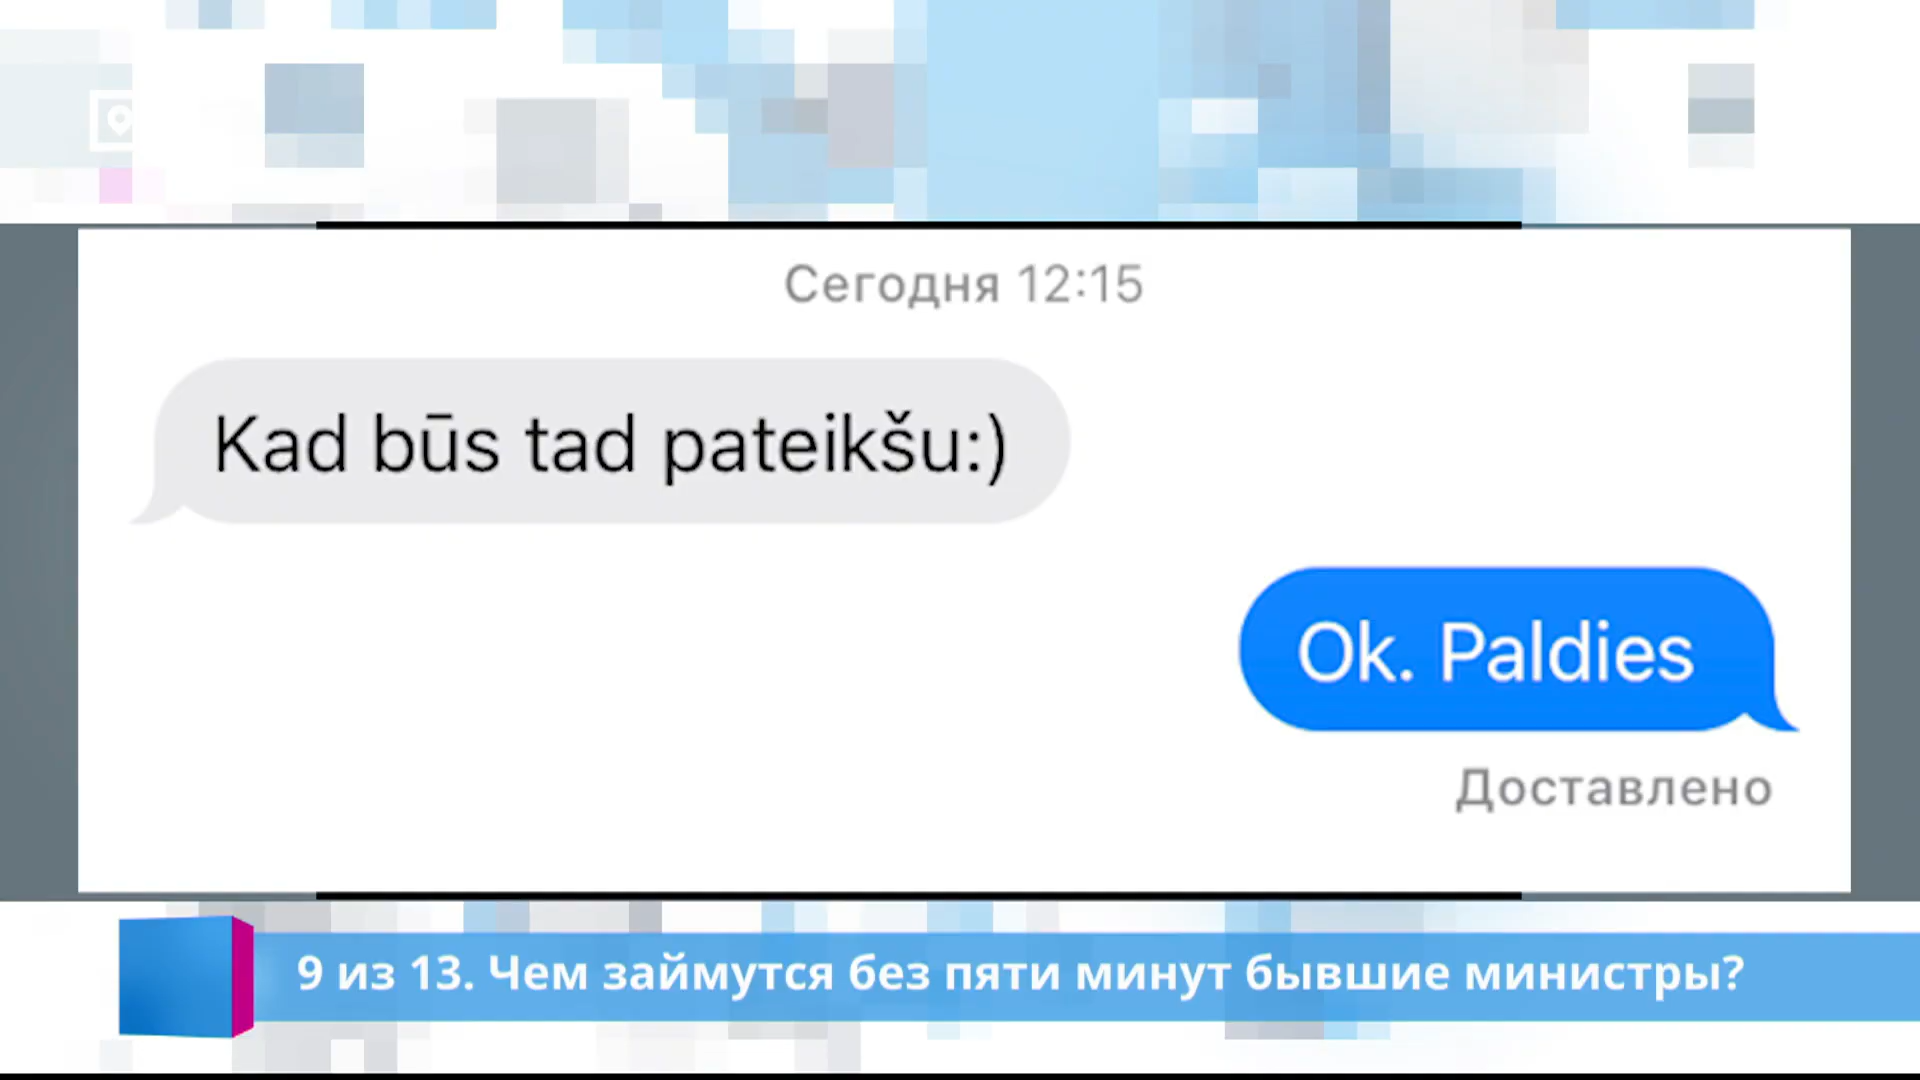 Сегодня 12:15
Kad būs tad pateikšu:)
Ok. Paldies
Доставлено
9 из 13. Чем займутся без пяти минут бывшие министры?